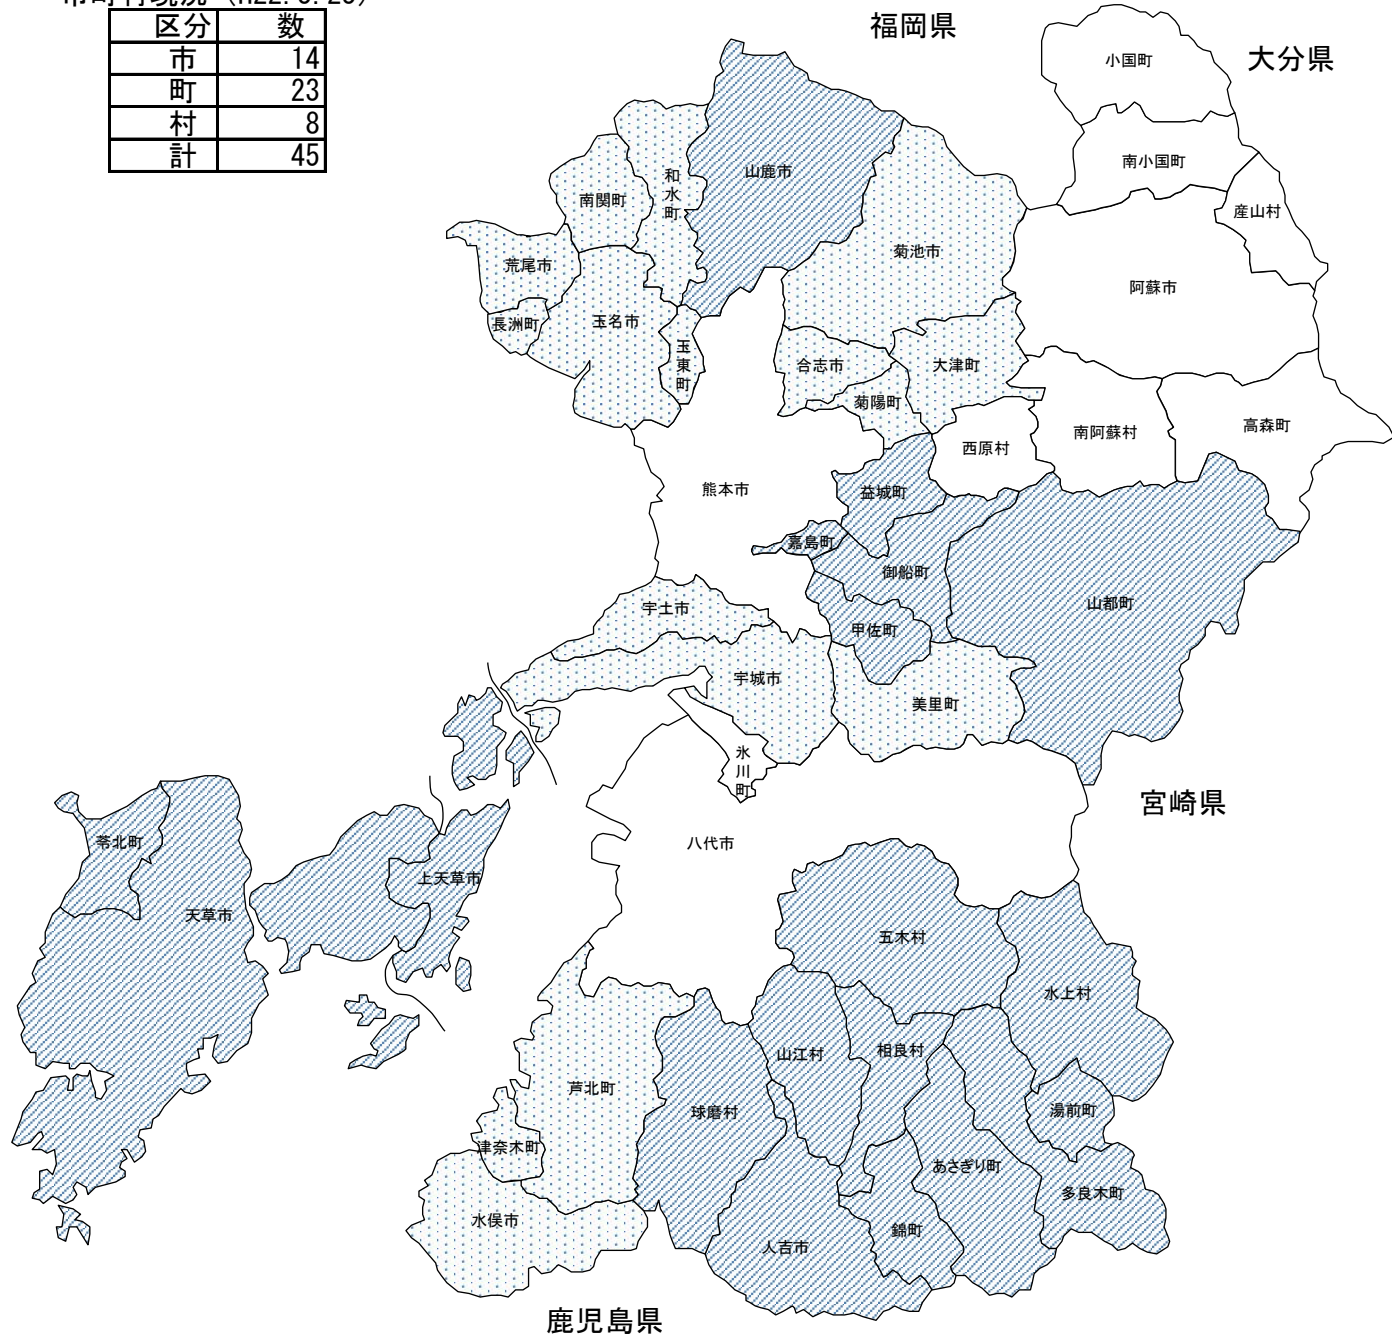 区分 数
市 14
町 23
村 8
計 45
福岡県
大分県
小国町
南小国町
産山村
山鹿市
和水町
南関町
菊池市
荒尾市
阿蘇市
長洲町
玉名市
玉東町
合志市
大津町
菊陽町
高森町
南阿蘇村
西原村
熊本市
益城町
嘉島町
御船町
山都町
宇土市
甲佐町
宇城市
美里町
氷川町
宮崎県
八代市
苓北町
上天草市
天草市
五木村
水上村
相良村
山江村
芦北町
球磨村
湯前町
津奈木町
あさぎり町
多良木町
水俣市
錦町
人吉市
鹿児島県